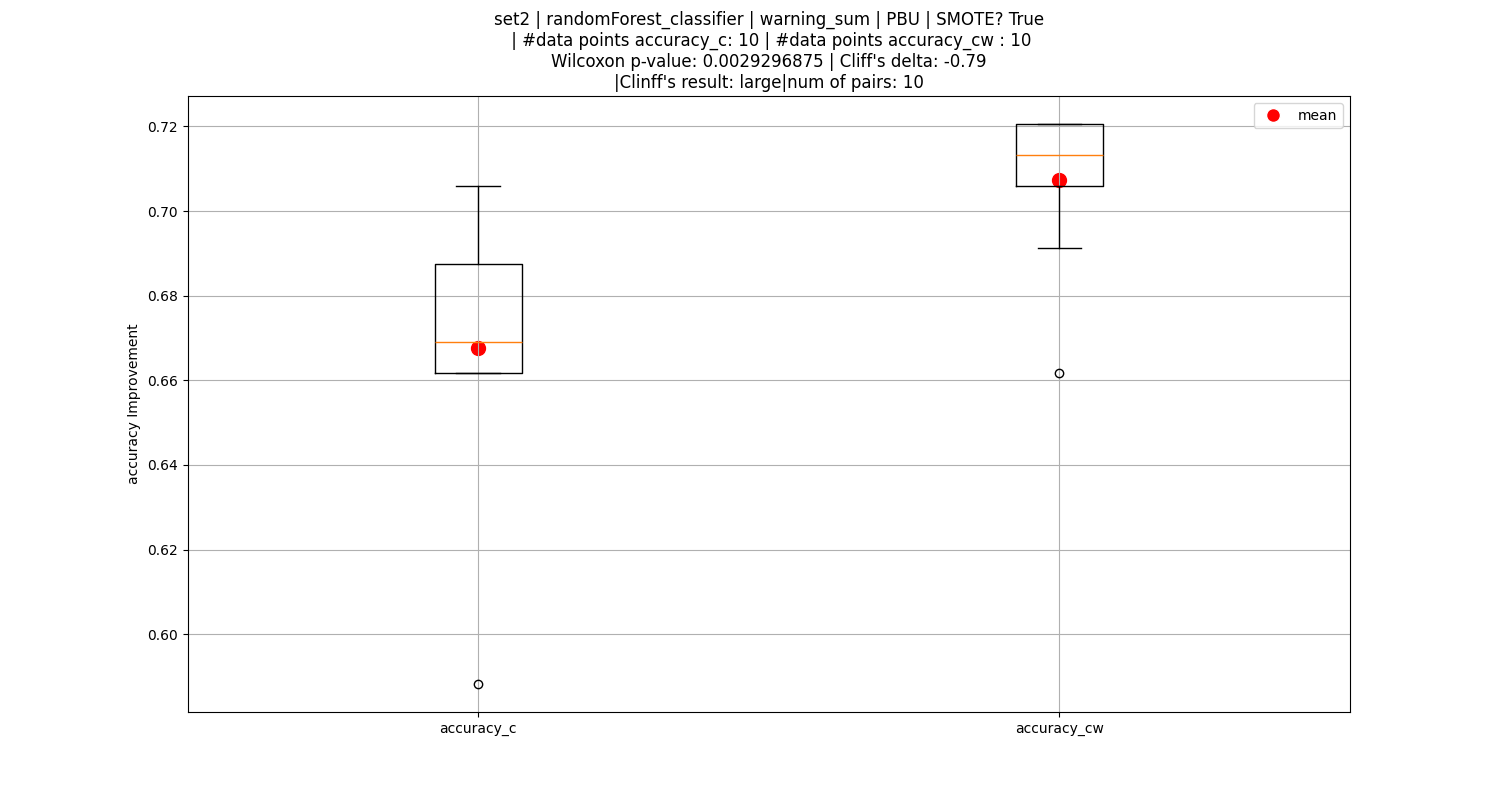 set2 | randomForest_classifier | warning_sum | PBU | SMOTE? True
| #data points accuracy_c: 10 | #data points accuracy_cw : 10
Wilcoxon p-value: 0.0029296875 | Cliff's delta: -0.79
|Clinff's result: large|num of pairs: 10
mean
0.72
0.70
0.68
0.66
0.64
0.62
0.60
accuracy Improvement
accuracy_c
accuracy_cw